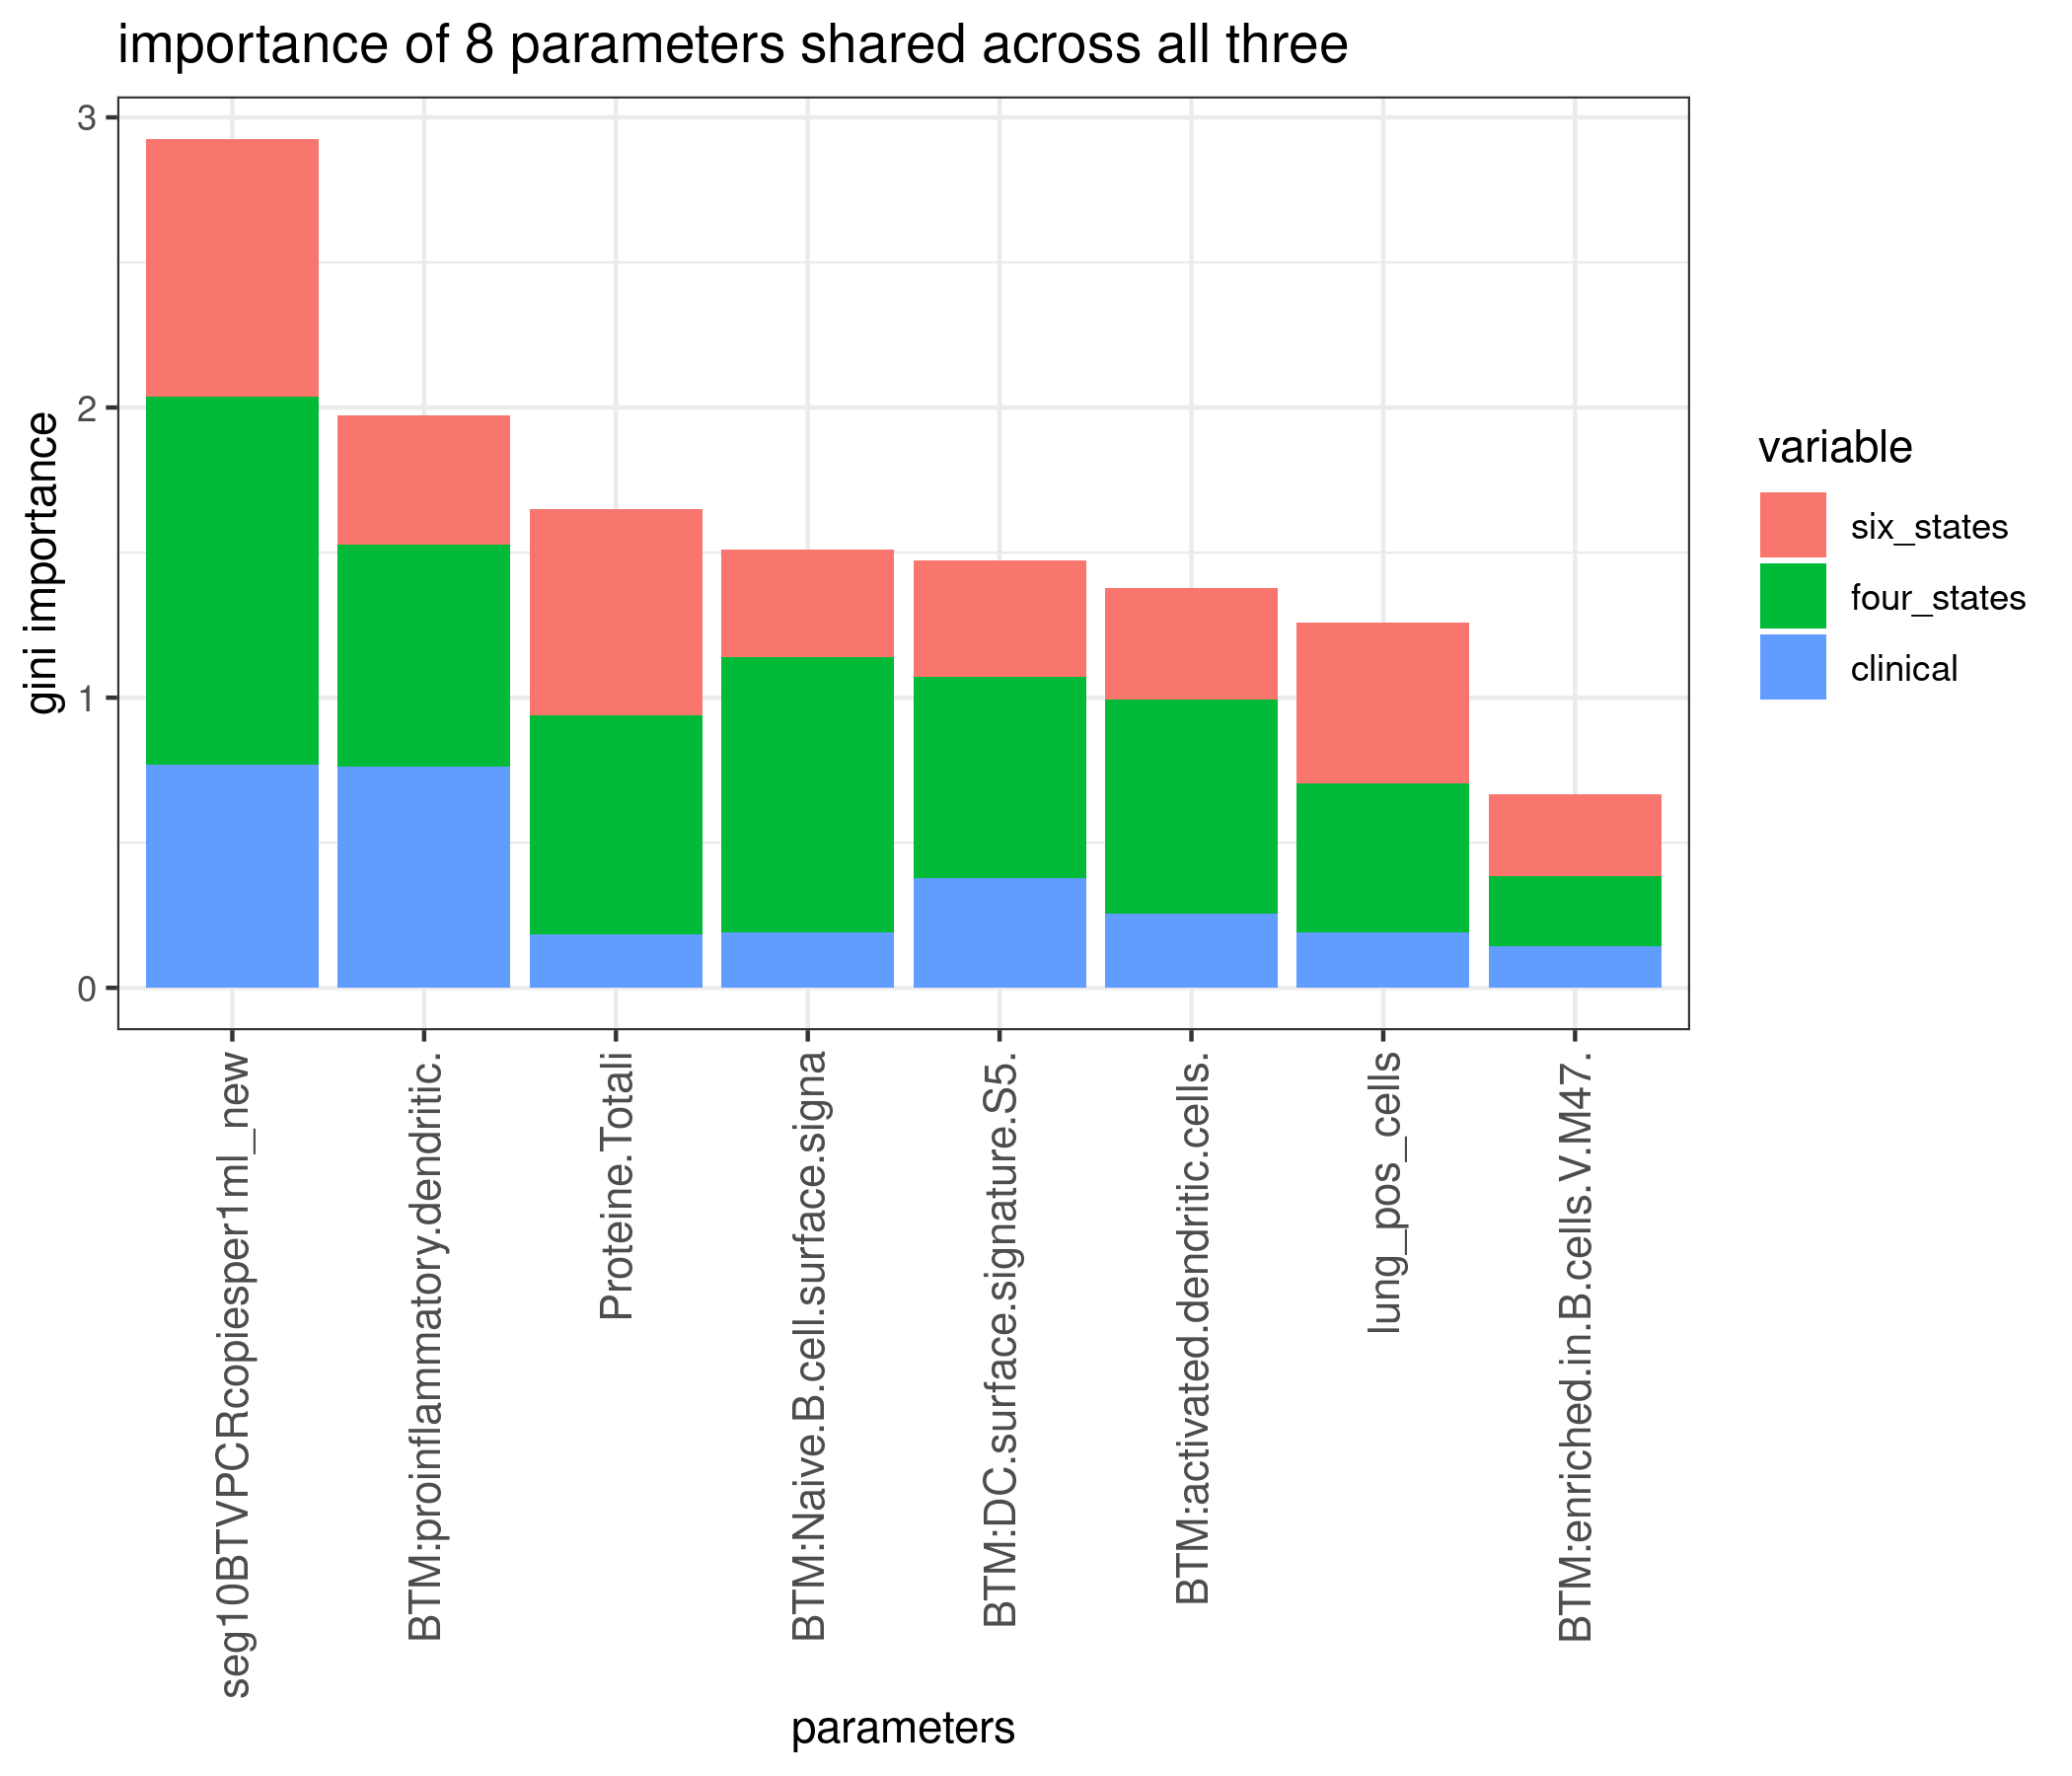 importance of 8 parameters shared across all three
gini importance
3
2
1
0
seg10BTVPCRcopiesper1ml_new
BTM:proinflammatory.dendritic.
Proteine.Totali
BTM:Naive.B.cell.surface.signa
BTM:DC.surface.signature.S5.
BTM:activated.dendritic.cells.
lung_pos_cells
BTM:enriched.in.B.cells.V.M47.
parameters
variable
six_states
four_states
clinical